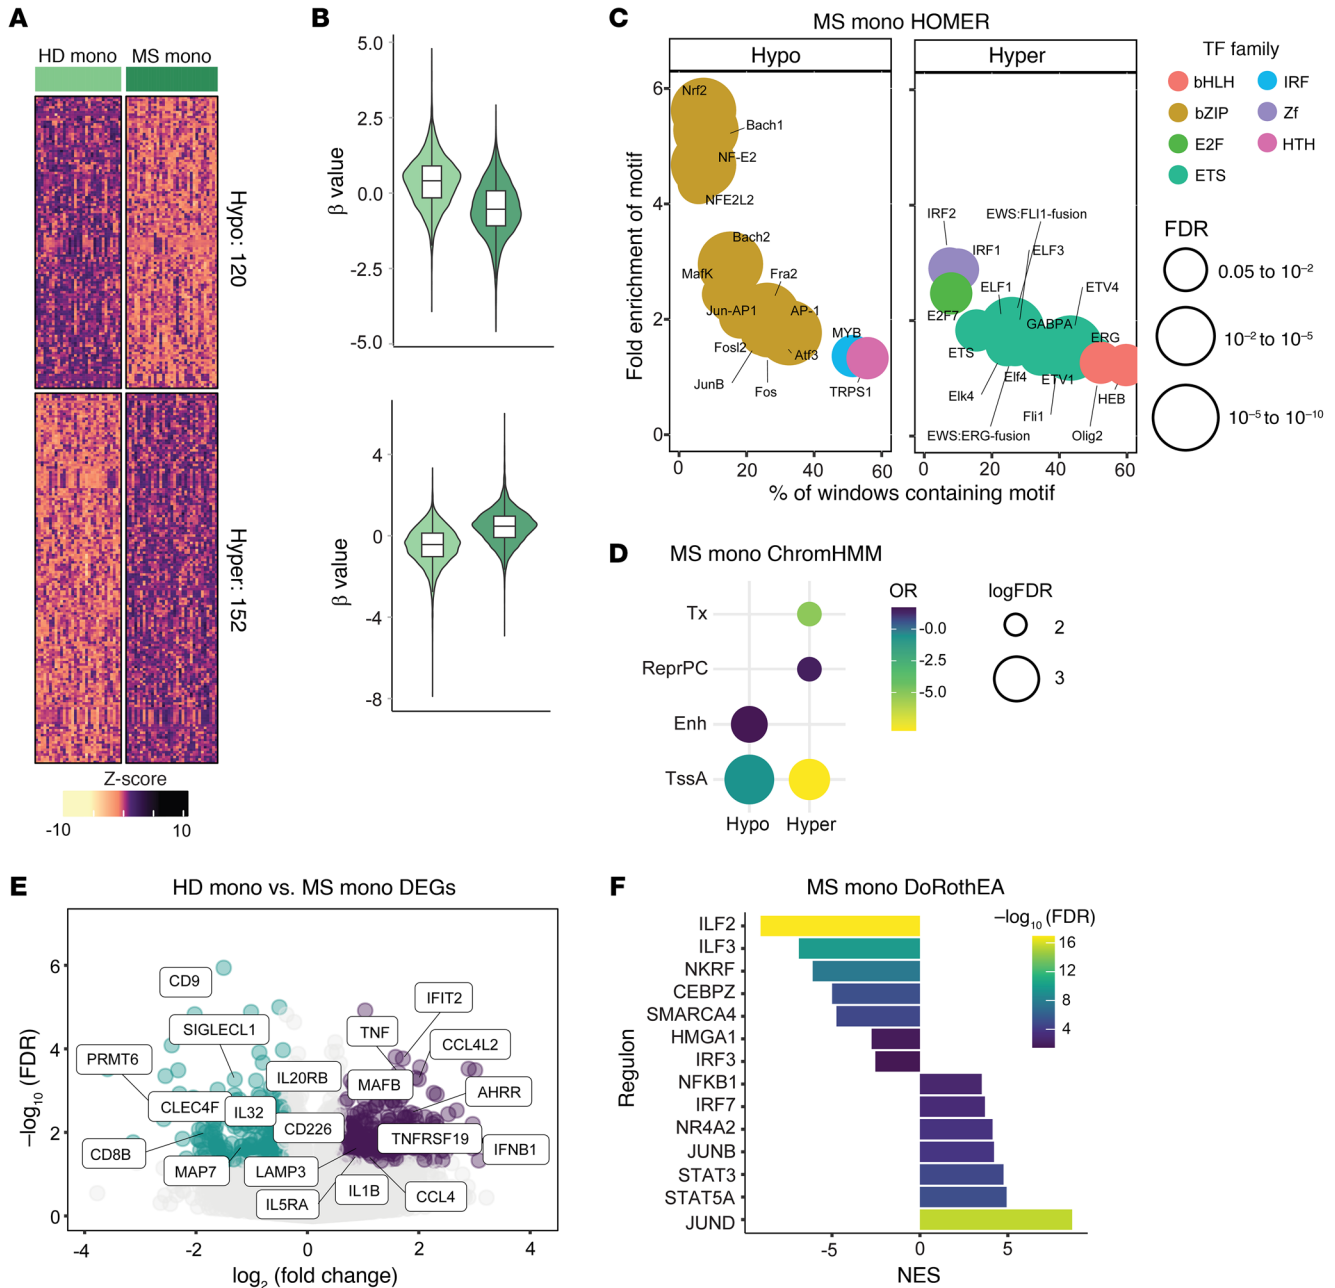 A
HD mono
MS mono
Hypo: 120
Hyper: 152
Z-score
-10
10
B
5.0
2.5
0.0
-2.5
-5.0
β value
4
0
-4
-8
β value
C
MS mono HOMER
Hypo
Hyper
Fold enrichment of motif
6
4
2
0
Nrf2
Bach1
NF-E2
NFE2L2
Bach2
MafK
Fra2
Jun-AP1
AP-1
Fosl2
Atf3
JunB
Fos
MYB
TRPS1
IRF2
EWS:FLI1-fusion
IRF1
ELF3
ELF1
ETV4
E2F7
GABPA
ERG
ETS
Elf4
ETV1
Elk4
HEB
Fli1
EWS:ERG-fusion
Olig2
0
20
40
60
0
20
40
60
% of windows containing motif
TF family
bHLH
IRF
bZIP
Zf
E2F
HTH
ETS
FDR
0.05 to 10⁻²
10⁻² to 10⁻⁵
10⁻⁵ to 10⁻¹⁰
D
MS mono ChromHMM
Tx
ReprPC
Enh
TssA
Hypo
Hyper
OR
-0.0
-2.5
-5.0
logFDR
2
3
E
HD mono vs. MS mono DEGs
–log₁₀ (FDR)
6
4
2
0
CD9
IFIT2
SIGLECL1
TNF
CCL4L2
PRMT6
IL20RB
MAFB
AHRR
CLEC4F
IL32
CD226
TNFRSF19
IFNB1
CD8B
MAP7
LAMP3
IL5RA
IL1B
CCL4
-4
-2
0
2
4
log₂ (fold change)
F
MS mono DoRothEA
Regulon
ILF2
ILF3
NKRF
CEBPZ
SMARCA4
HMGA1
IRF3
NFKB1
IRF7
NR4A2
JUNB
STAT3
STAT5A
JUND
-5
0
5
NES
–log₁₀ (FDR)
16
12
8
4